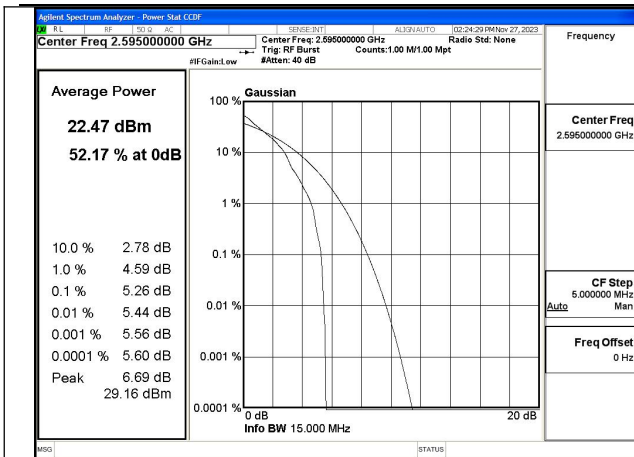 Agilent Spectrum Analyzer - Power Stat CCDF
RL RF 50 Ω AC SENSE:INT ALIGN AUTO 02:24:29 PM Nov 27, 2023
Center Freq 2.595000000 GHz
Center Freq: 2.595000000 GHz Radio Std: None
Trig: RF Burst Counts:1.00 M/1.00 Mpt
#IFGain:Low #Atten: 40 dB
Frequency
Average Power
22.47 dBm
52.17 % at 0dB
10.0 % 2.78 dB
1.0 % 4.59 dB
0.1 % 5.26 dB
0.01 % 5.44 dB
0.001 % 5.56 dB
0.0001 % 5.60 dB
Peak 6.69 dB
29.16 dBm
Gaussian
100 %
10 %
1 %
0.1 %
0.01 %
0.001 %
0.0001 %
0 dB 20 dB
Info BW 15.000 MHz
Center Freq
2.595000000 GHz
CF Step
5.000000 MHz
Auto Man
Freq Offset
0 Hz
MSG STATUS